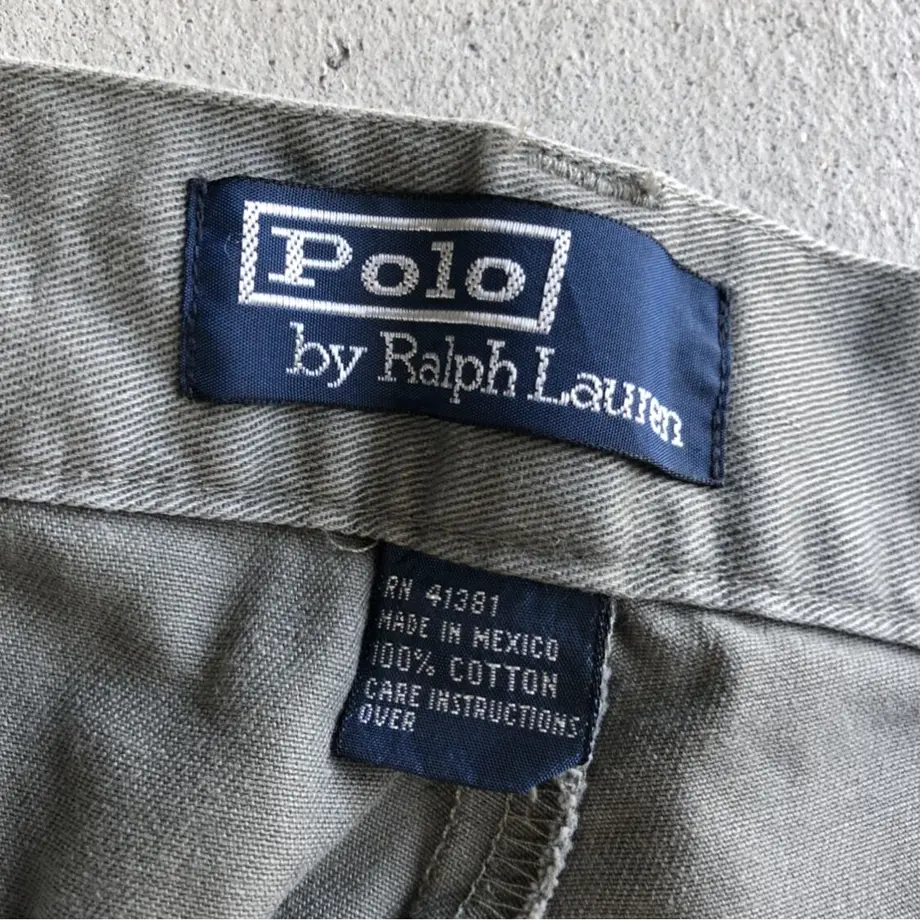 Polo
by Ralph Lauren
RN 41381
MADE IN MEXICO
100% COTTON
CARE INSTRUCTIONS
OVER